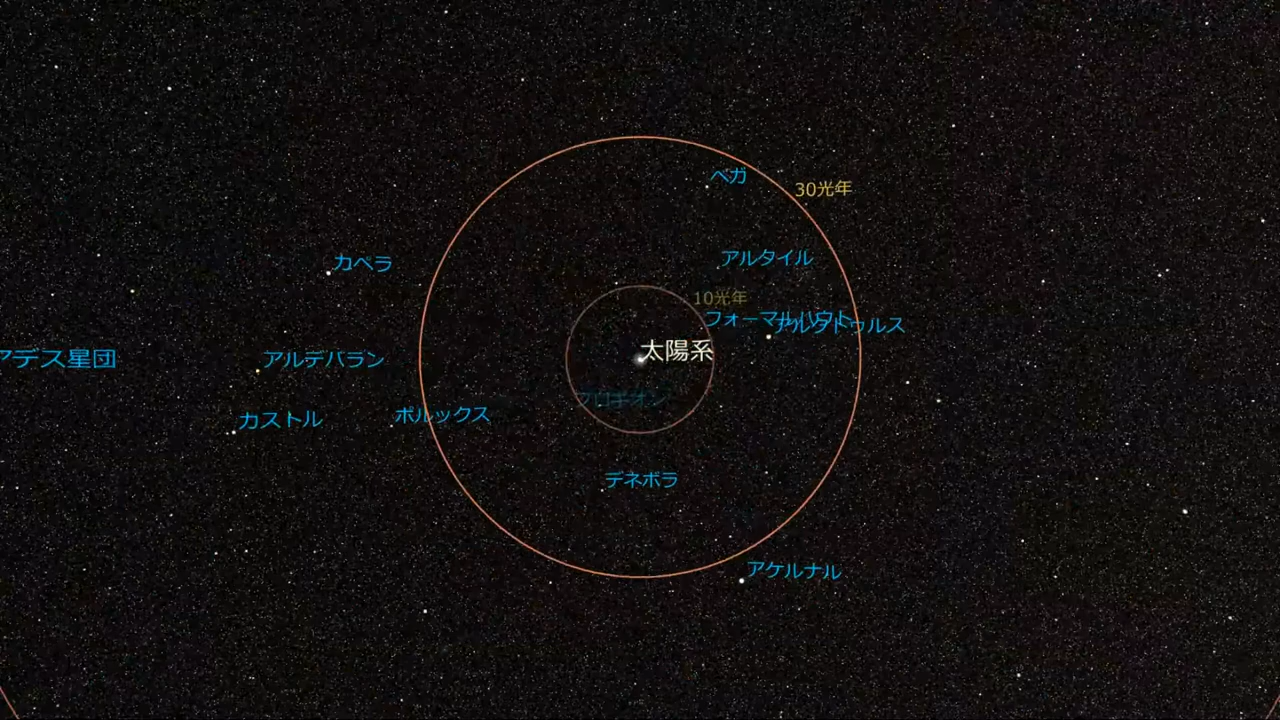 ベガ
30光年
アルタイル
カペラ
10光年
フォーマルハウト
アルクトゥルス
太陽系
アデス星団
アルデバラン
プロキオン
カストル
ポルックス
デネボラ
アケルナル